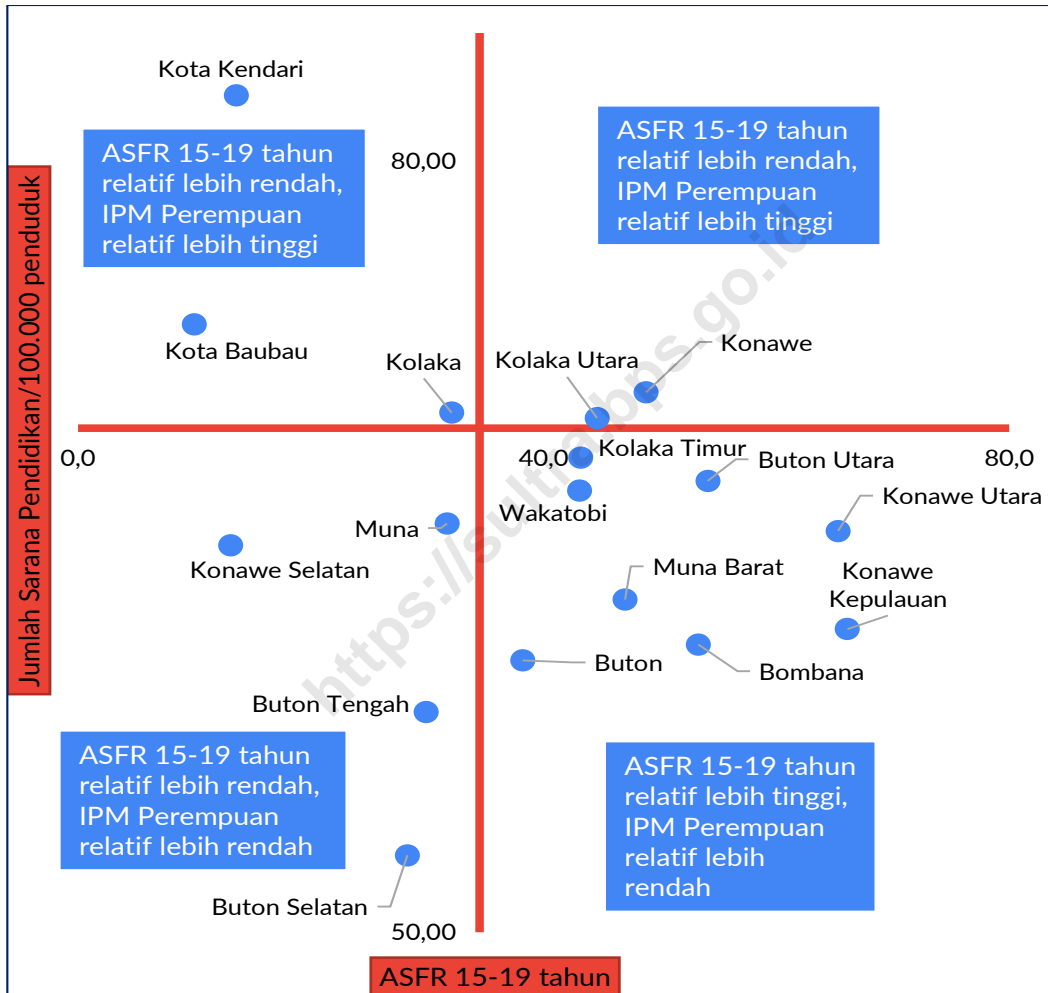 Kota Kendari
ASFR 15-19 tahun
relatif lebih rendah,
IPM Perempuan
relatif lebih tinggi
80,00
ASFR 15-19 tahun
relatif lebih rendah,
IPM Perempuan
relatif lebih tinggi
Jumlah Sarana Pendidikan/100.000 penduduk
Kota Baubau
Kolaka
Kolaka Utara
Konawe
0,0
40,0
80,0
Kolaka Timur
Buton Utara
Wakatobi
Konawe Utara
Muna
Konawe Selatan
Muna Barat
Konawe
Kepulauan
Buton
Bombana
Buton Tengah
ASFR 15-19 tahun
relatif lebih rendah,
IPM Perempuan
relatif lebih rendah
ASFR 15-19 tahun
relatif lebih tinggi,
IPM Perempuan
relatif lebih
rendah
Buton Selatan
50,00
ASFR 15-19 tahun
https://sultra.bps.go.id